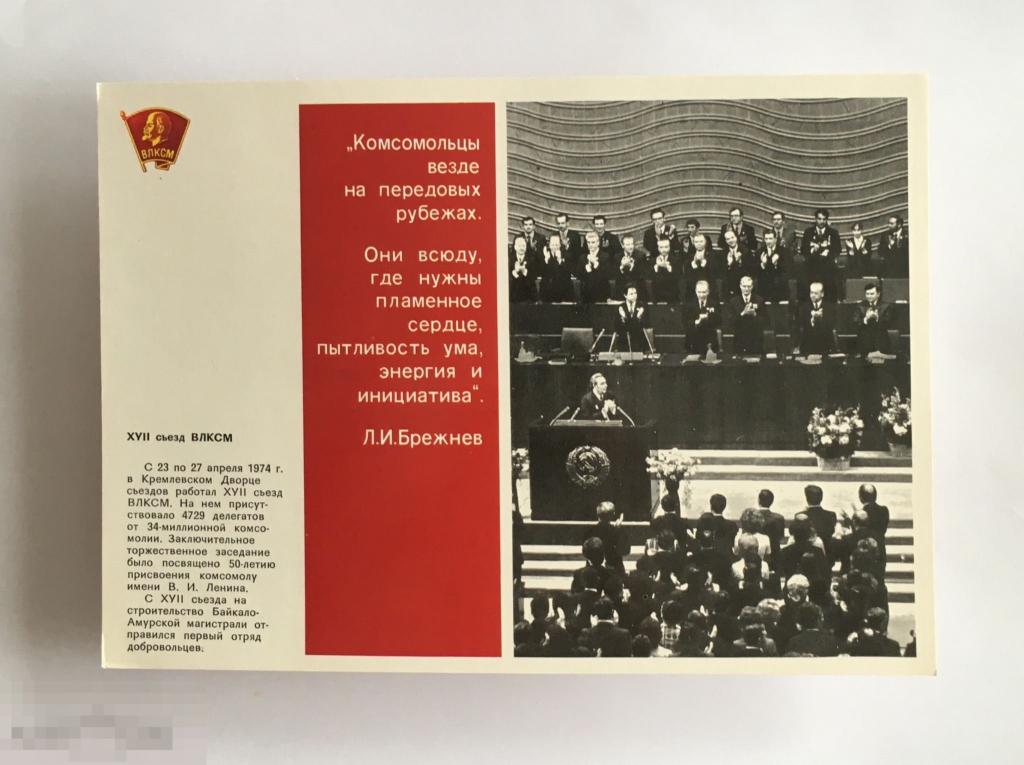 ВЛКСМ
„Комсомольцы
везде
на передовых
рубежах.
Они всюду,
где нужны
пламенное
сердце,
пытливость ума,
энергия и
инициатива“.
Л.И.Брежнев
XYII съезд ВЛКСМ
С 23 по 27 апреля 1974 г.
в Кремлевском Дворце
съездов работал XYII съезд
ВЛКСМ. На нем присут-
ствовало 4729 делегатов
от 34-миллионной комсо-
молии. Заключительное
торжественное заседание
было посвящено 50-летию
присвоения комсомолу
имени В. И. Ленина.
С XYII съезда на
строительство Байкало-
Амурской магистрали от-
правился первый отряд
добровольцев.